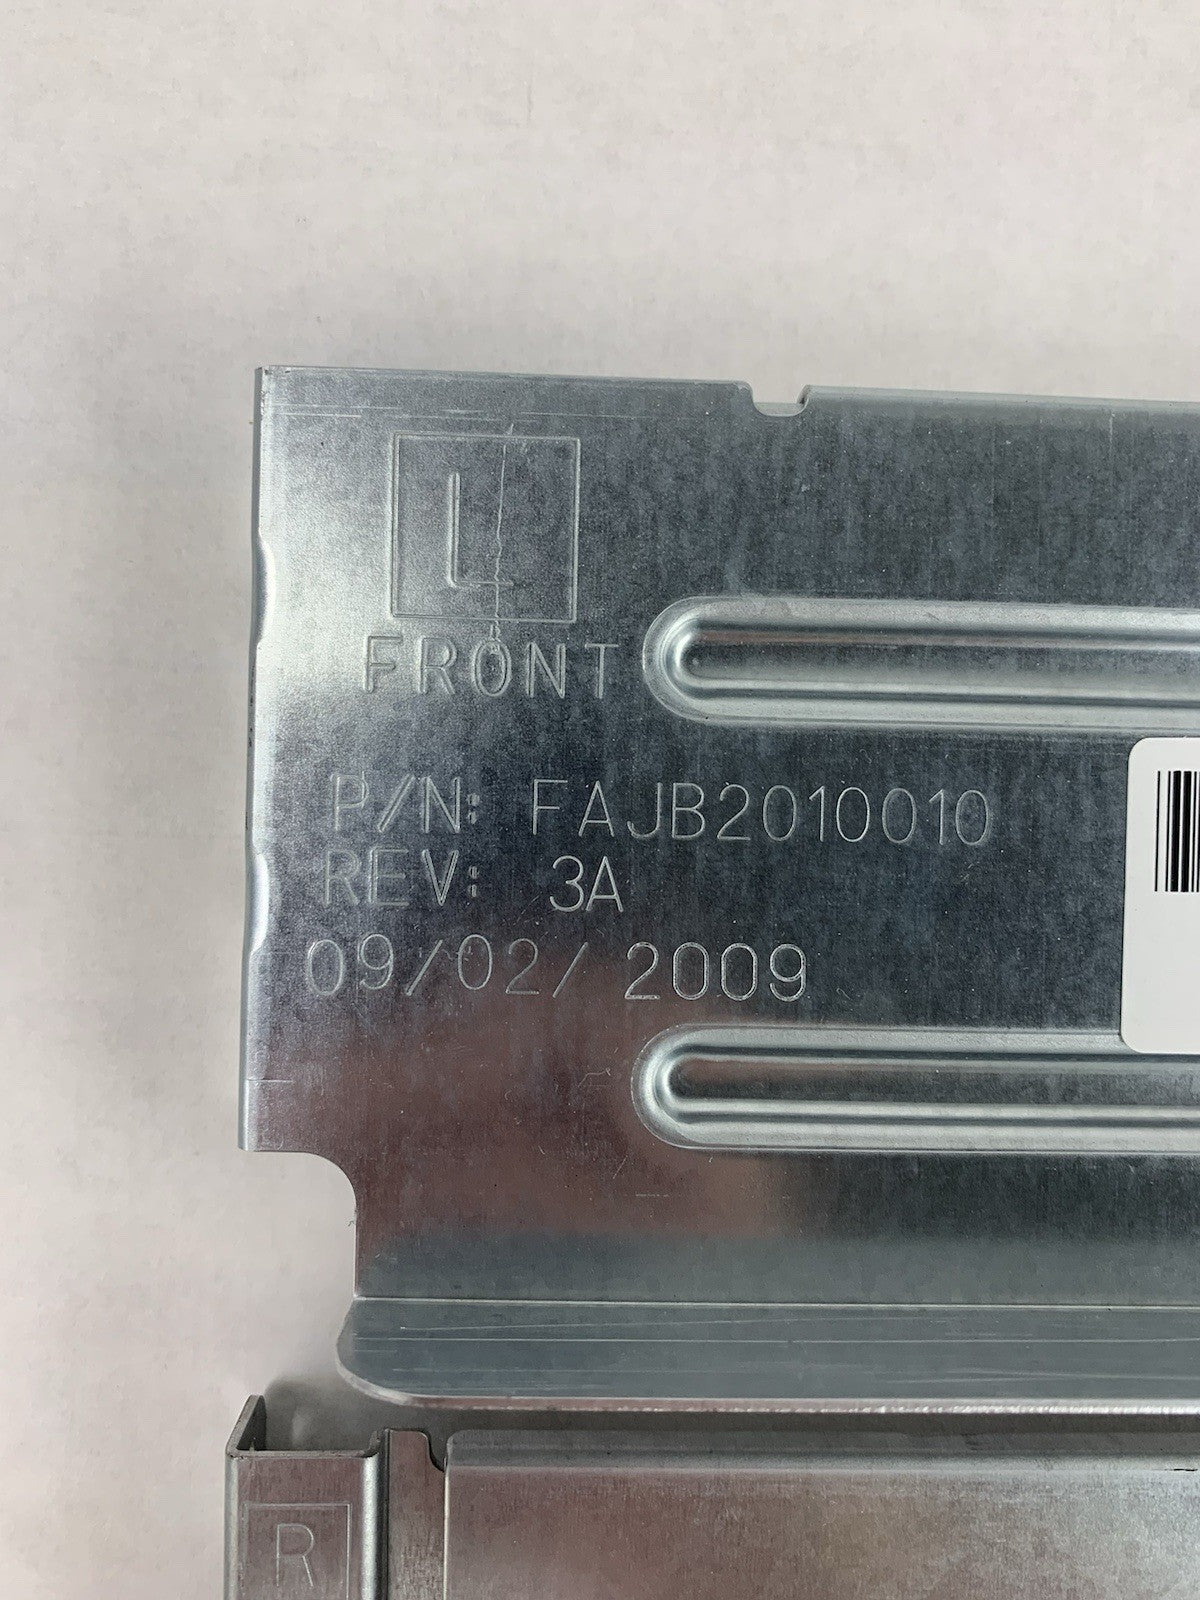 L
FRONT
P/N: FAJB2010010
REV: 3A
09/02/ 2009
R